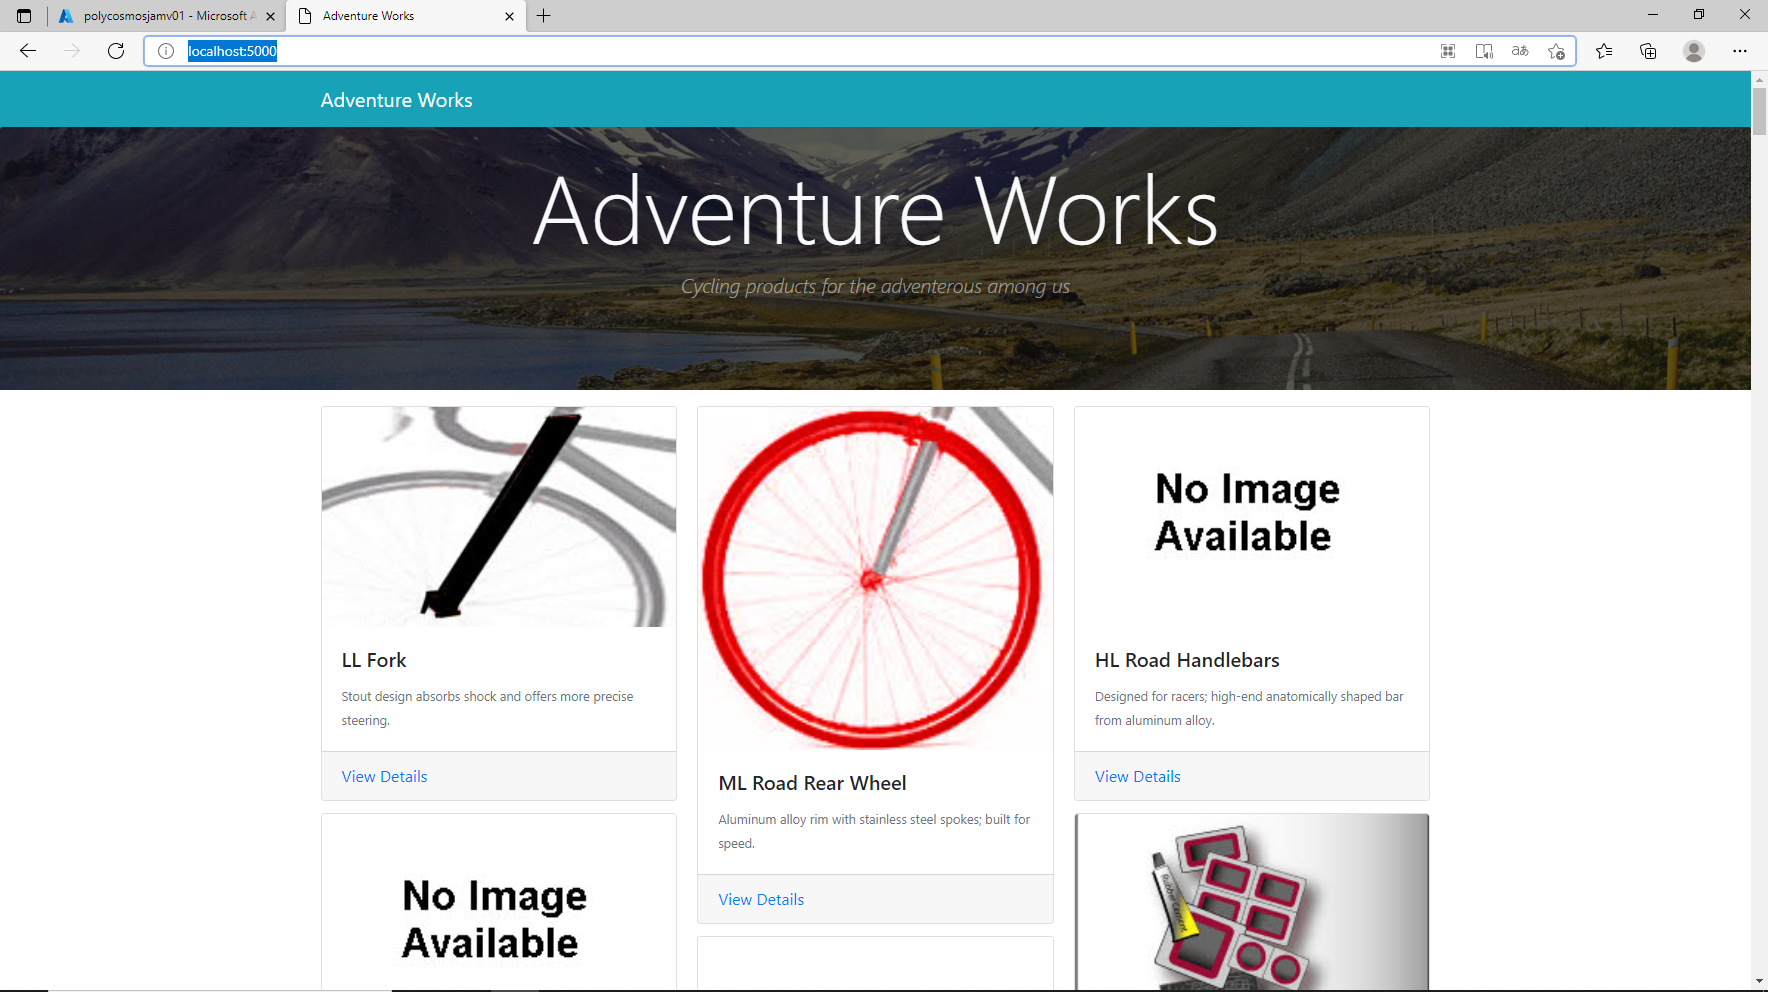 polycosmosjamv01 - Microsoft A
Adventure Works
localhost:5000
Adventure Works
Adventure Works
Cycling products for the adventerous among us
LL Fork
Stout design absorbs shock and offers more precise
steering.
View Details
ML Road Rear Wheel
Aluminum alloy rim with stainless steel spokes; built for
speed.
View Details
No Image
Available
HL Road Handlebars
Designed for racers; high-end anatomically shaped bar
from aluminum alloy.
View Details
No Image
Available
Rubber Cement